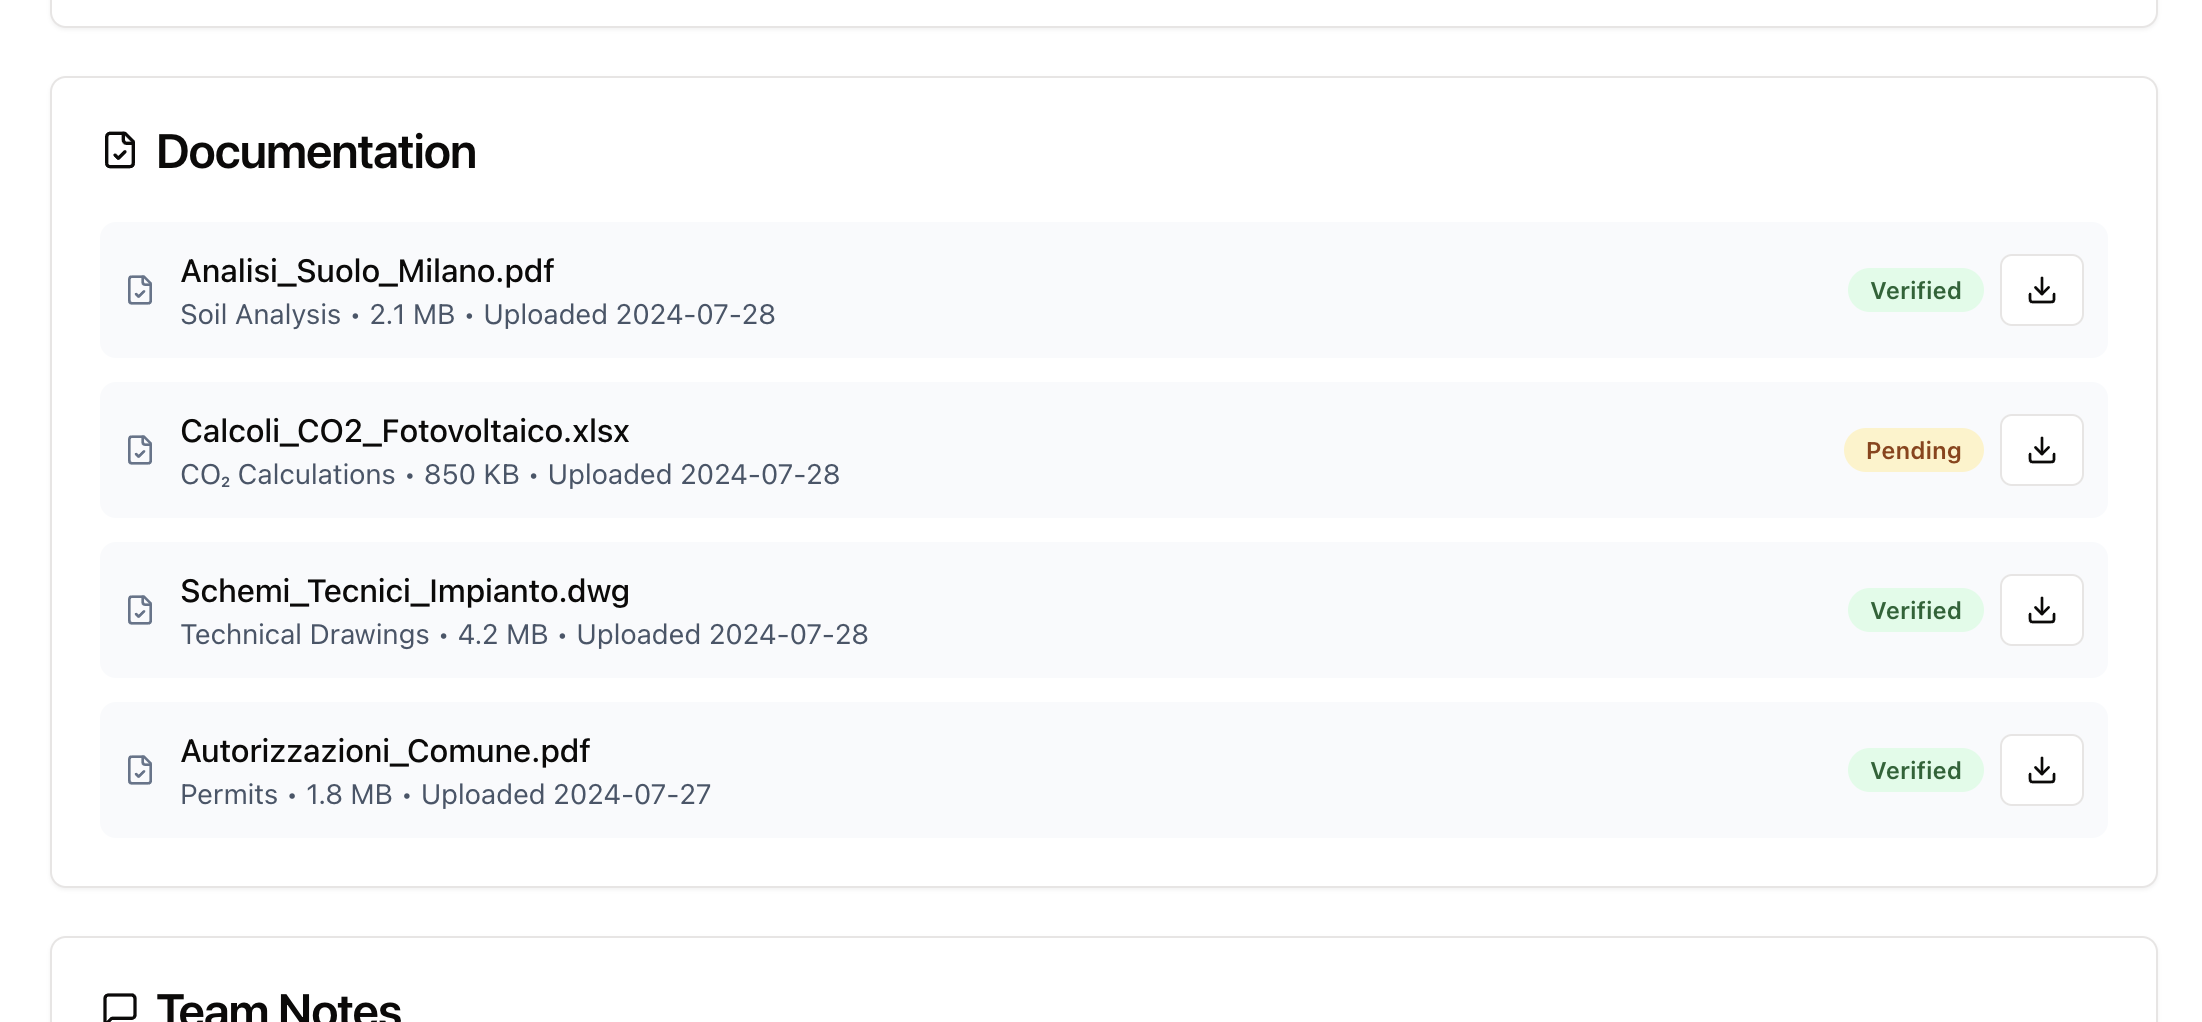 Documentation
Analisi_Suolo_Milano.pdf
Soil Analysis • 2.1 MB • Uploaded 2024-07-28
Verified
Calcoli_CO2_Fotovoltaico.xlsx
CO₂ Calculations • 850 KB • Uploaded 2024-07-28
Pending
Schemi_Tecnici_Impianto.dwg
Technical Drawings • 4.2 MB • Uploaded 2024-07-28
Verified
Autorizzazioni_Comune.pdf
Permits • 1.8 MB • Uploaded 2024-07-27
Verified
Team Notes